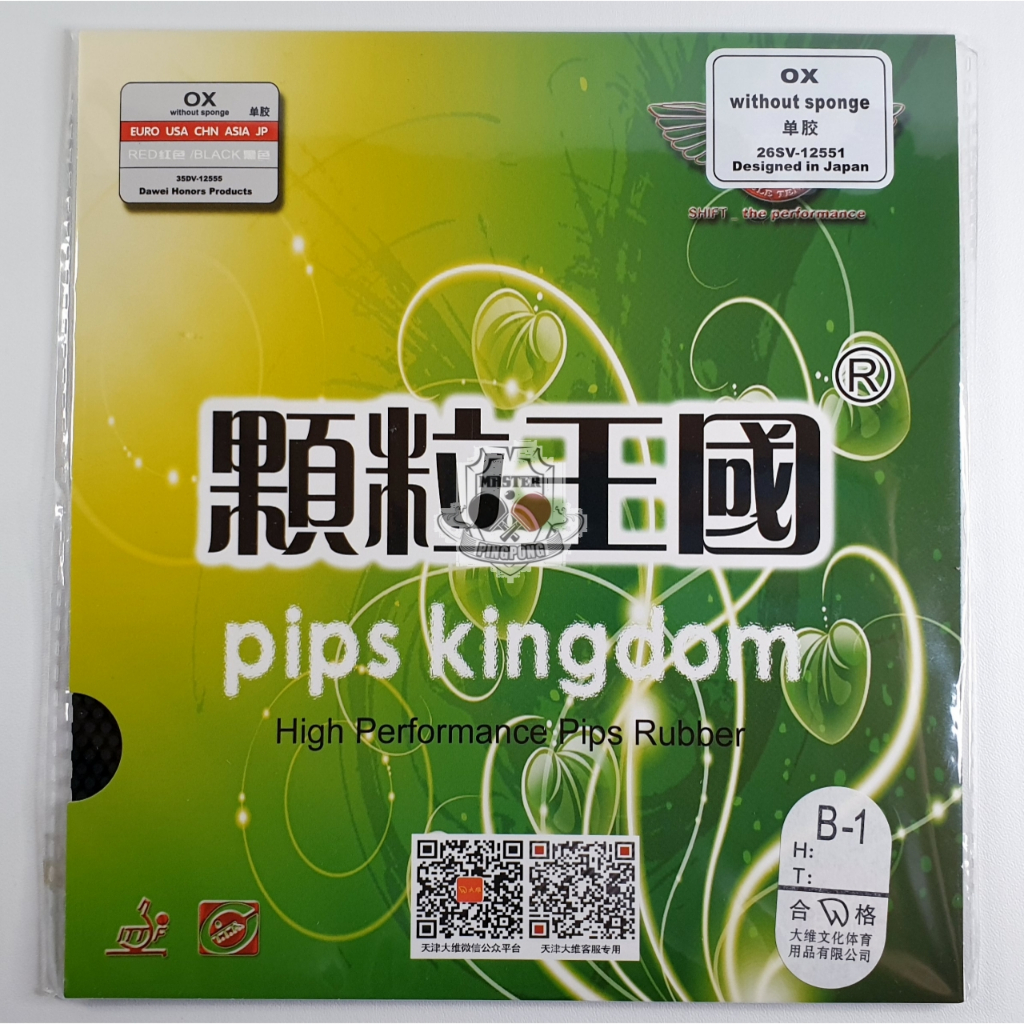 OX
without sponge 单胶
EURO USA CHN ASIA JP
RED红色/BLACK黑色
35DV-12555
Dawei Honors Products
OX
without sponge
单胶
26SV-12551
Designed in Japan
SHIFT _ the performance
顆粒王國
®
MASTER
PINGPONG
pips kingdom
High Performance Pips Rubber
B-1
H:
T:
合 格
大维文化体育
用品有限公司
天津大维微信公众平台
天津大维客服专用
ITTF